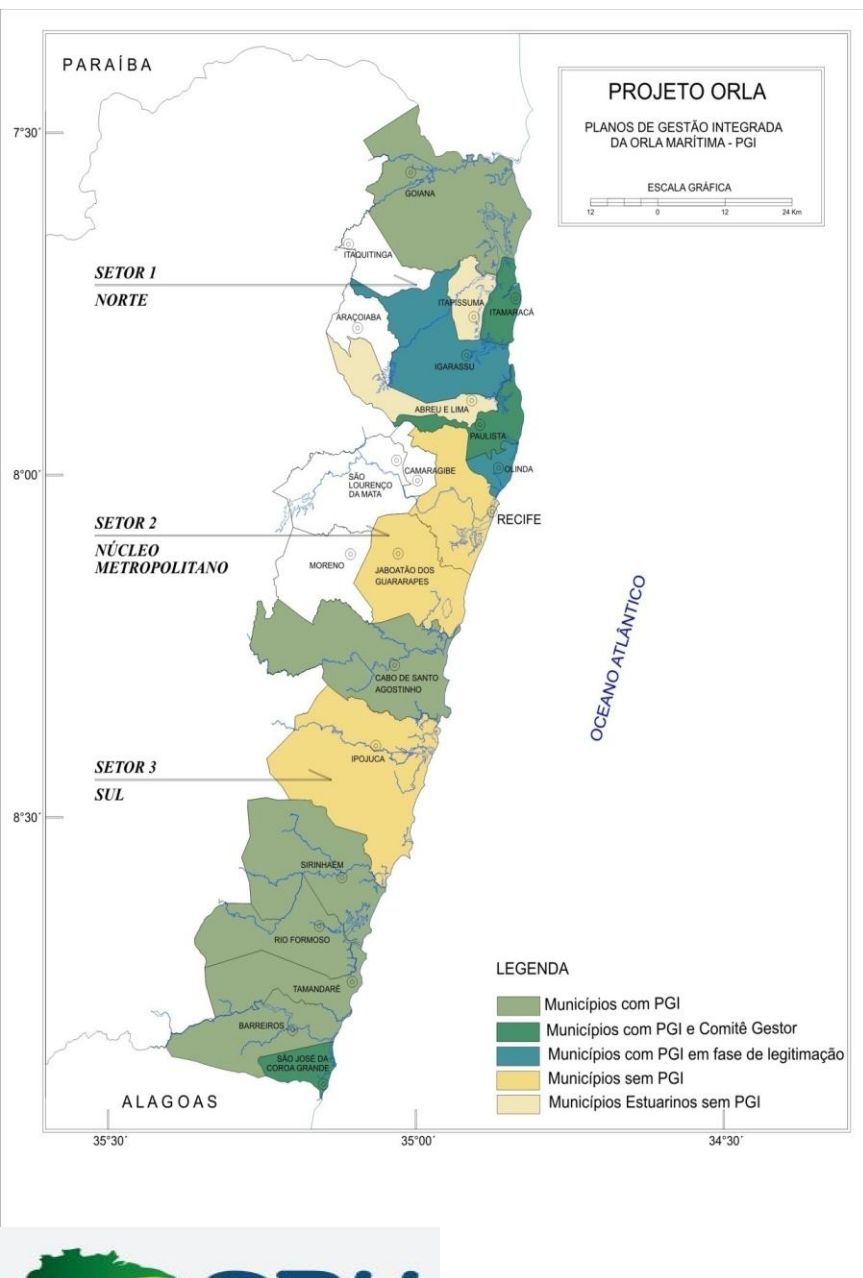 PARAÍBA
PROJETO ORLA
PLANOS DE GESTÃO INTEGRADA
DA ORLA MARÍTIMA - PGI
ESCALA GRÁFICA
12 0 12 24 Km
7°30'
GOIANA
ITAQUITINGA
SETOR 1
NORTE
ITAPISSUMA
ITAMARACÁ
ARAÇOIABA
IGARASSU
ABREU E LIMA
PAULISTA
8°00'
CAMARAGIBE
OLINDA
SÃO
LOURENÇO
DA MATA
RECIFE
SETOR 2
NÚCLEO
METROPOLITANO
MORENO
JABOATÃO DOS
GUARARAPES
OCEANO ATLÂNTICO
CABO DE SANTO
AGOSTINHO
IPOJUCA
SETOR 3
SUL
8°30'
SIRINHAÉM
RIO FORMOSO
TAMANDARÉ
BARREIROS
SÃO JOSÉ DA
COROA GRANDE
ALAGOAS
LEGENDA
Municípios com PGI
Municípios com PGI e Comitê Gestor
Municípios com PGI em fase de legitimação
Municípios sem PGI
Municípios Estuarinos sem PGI
35°30' 35°00' 34°30'